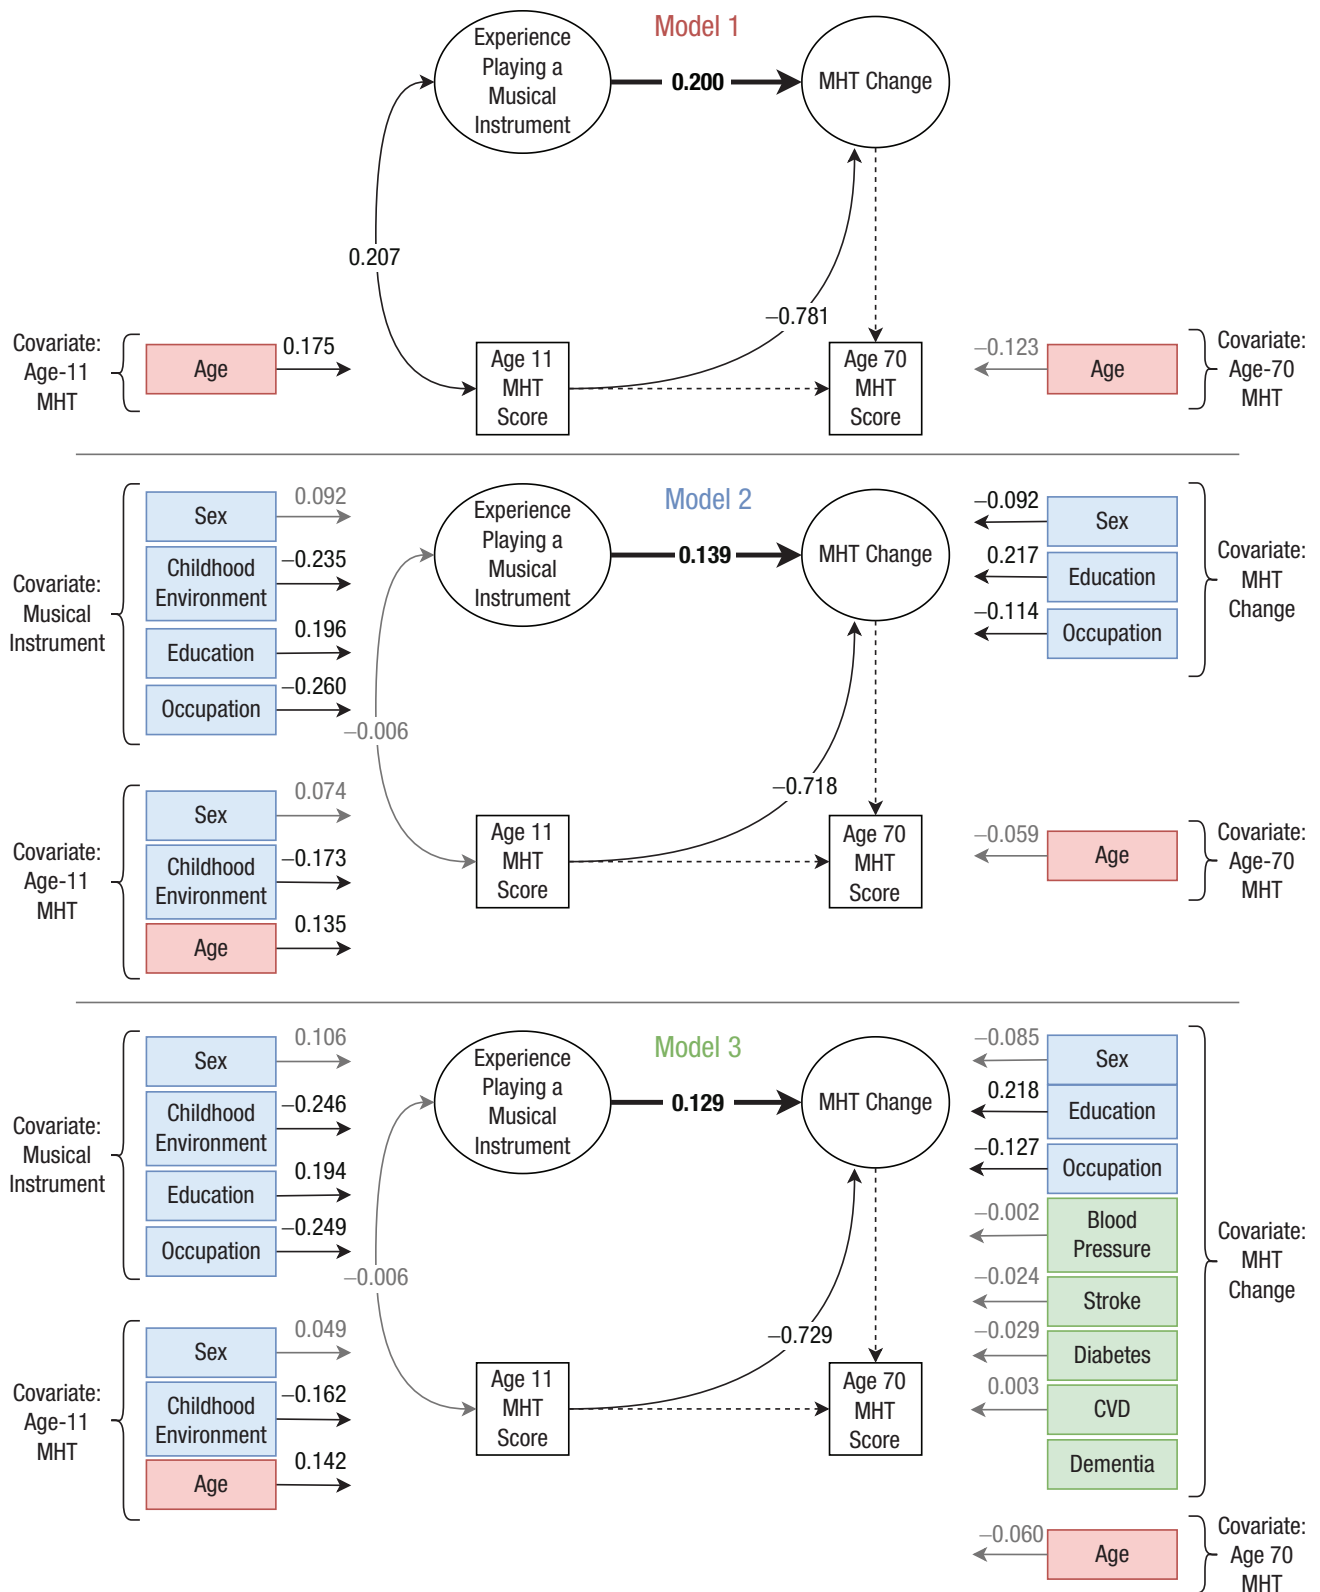 Model 1
Experience
Playing a
Musical
Instrument
0.200
MHT Change
0.207
−0.781
Covariate:
Age-11
MHT
Age
0.175
Age 11
MHT
Score
Age 70
MHT
Score
−0.123
Age
Covariate:
Age-70
MHT
Model 2
Covariate:
Musical
Instrument
Sex
0.092
Childhood
Environment
−0.235
Education
0.196
Occupation
−0.260
Experience
Playing a
Musical
Instrument
0.139
MHT Change
−0.092
Sex
0.217
Education
−0.114
Occupation
Covariate:
MHT
Change
−0.006
−0.718
Covariate:
Age-11
MHT
Sex
0.074
Childhood
Environment
−0.173
Age
0.135
Age 11
MHT
Score
Age 70
MHT
Score
−0.059
Age
Covariate:
Age-70
MHT
Model 3
Covariate:
Musical
Instrument
Sex
0.106
Childhood
Environment
−0.246
Education
0.194
Occupation
−0.249
Experience
Playing a
Musical
Instrument
0.129
MHT Change
−0.085
Sex
0.218
Education
−0.127
Occupation
−0.002
Blood
Pressure
−0.024
Stroke
−0.029
Diabetes
0.003
CVD
Dementia
Covariate:
MHT
Change
−0.006
−0.729
Covariate:
Age-11
MHT
Sex
0.049
Childhood
Environment
−0.162
Age
0.142
Age 11
MHT
Score
Age 70
MHT
Score
−0.060
Age
Covariate:
Age 70
MHT